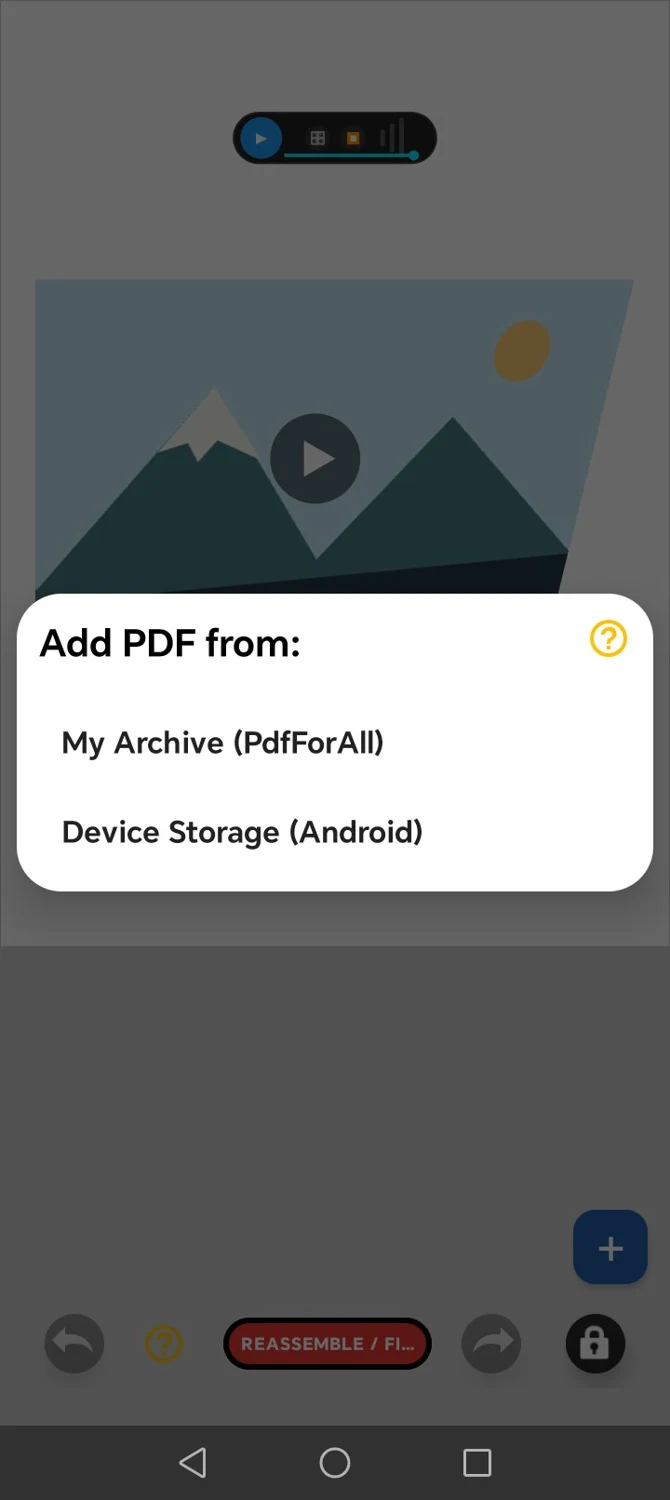 Add PDF from:
My Archive (PdfForAll)
Device Storage (Android)
REASSEMBLE / FI...